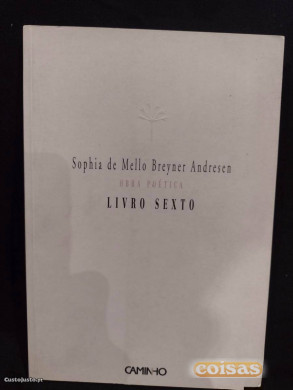 Sophia de Mello Breyner Andresen
OBRA POÉTICA
LIVRO SEXTO
CAMINHO
CustoJusto.pt
coisas